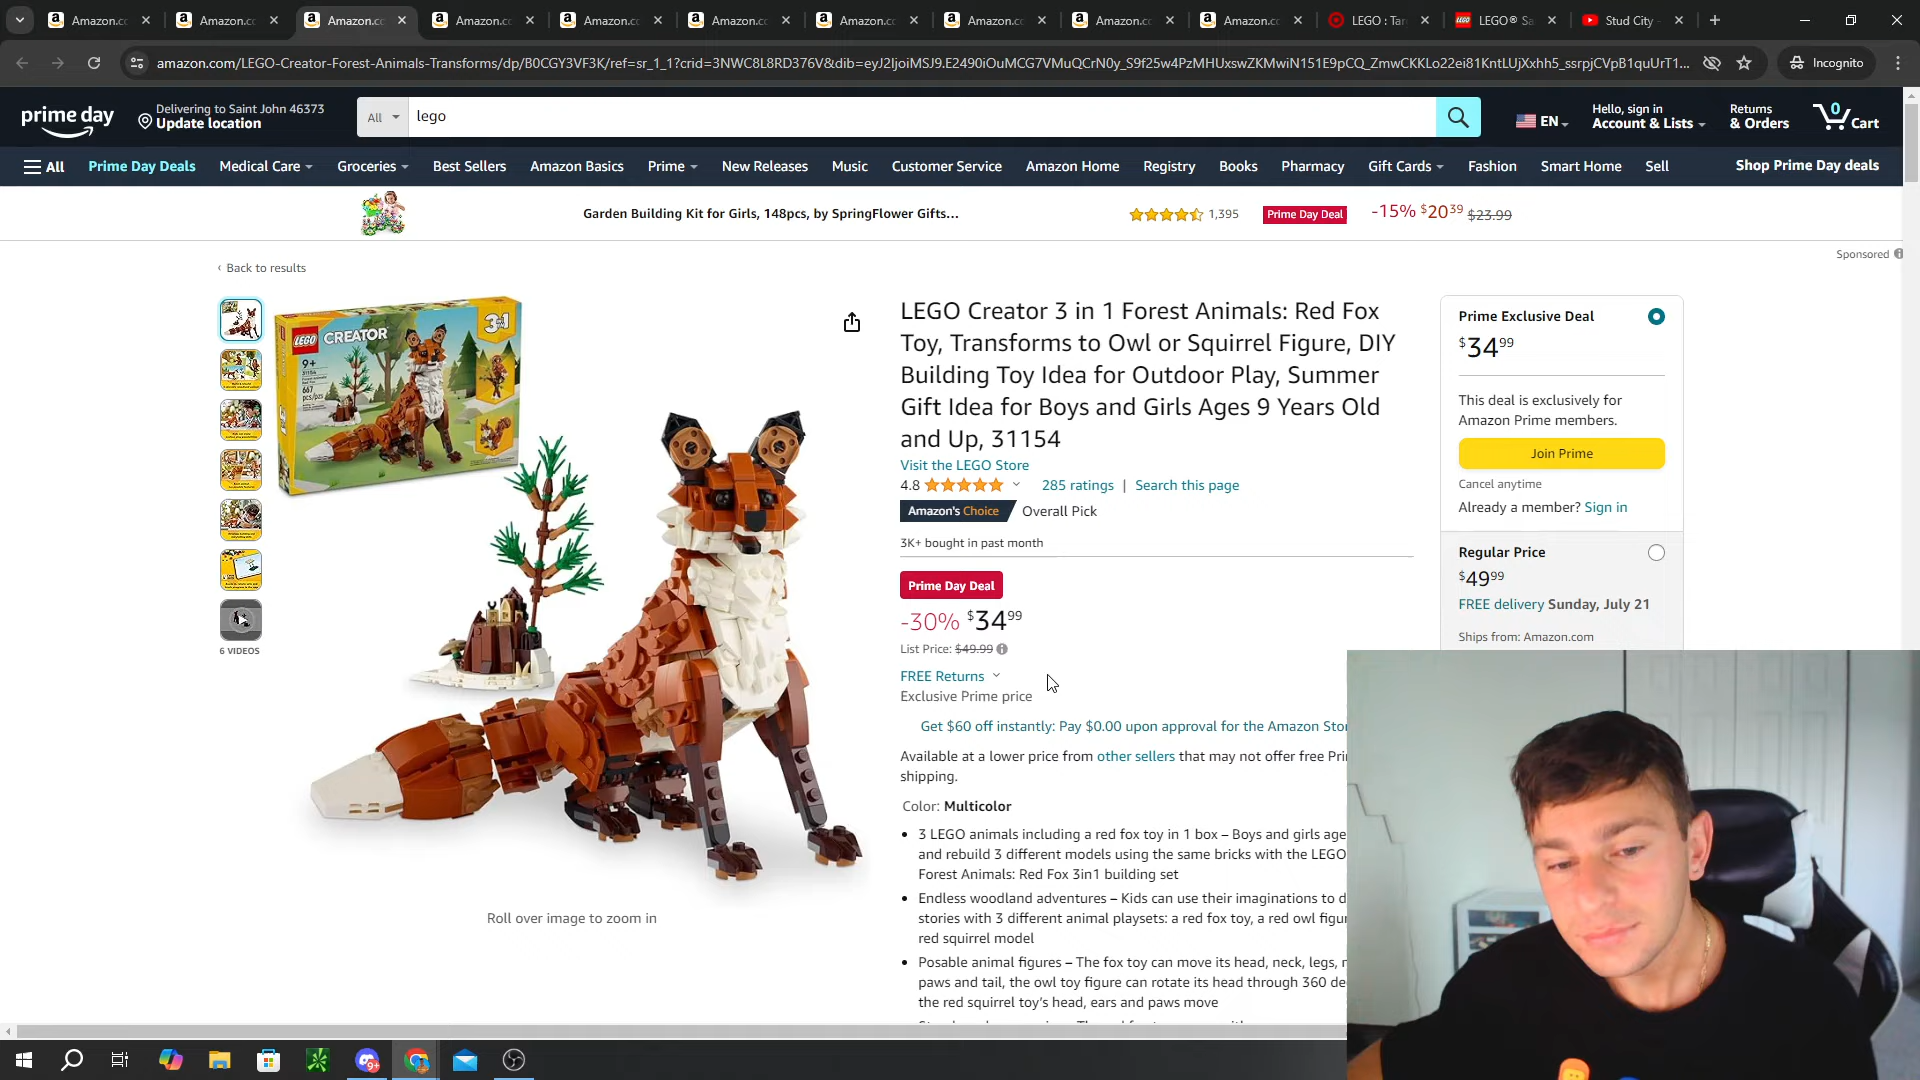 Amazon.co
Amazon.co
Amazon.co
Amazon.co
Amazon.co
Amazon.co
Amazon.co
Amazon.co
Amazon.co
Amazon.co
LEGO : Tar
LEGO® Sa
Stud City -
amazon.com/LEGO-Creator-Forest-Animals-Transforms/dp/B0CGY3VF3K/ref=sr_1_1?crid=3NWC8L8RD376V&dib=eyJ2IjoiMSJ9.E2490iOuMCG7VMuQCrN0y_S9f25w4PzMHUxswZKMwiN151E9pCQ_ZmwCKKLo22ei81KntLUjXxhh5_ssrpjCVpB1quUrT1...
Incognito
prime day
Delivering to Saint John 46373
Update location
All
lego
EN
Hello, sign in
Account & Lists
Returns
& Orders
0
Cart
All
Prime Day Deals
Medical Care
Groceries
Best Sellers
Amazon Basics
Prime
New Releases
Music
Customer Service
Amazon Home
Registry
Books
Pharmacy
Gift Cards
Fashion
Smart Home
Sell
Shop Prime Day deals
Garden Building Kit for Girls, 148pcs, by SpringFlower Gifts...
1,395
Prime Day Deal
-15% $2039 $23.99
Sponsored
‹ Back to results
LEGO
CREATOR
3in1
9+
31154
667
pcs/pzs
6 VIDEOS
Roll over image to zoom in
LEGO Creator 3 in 1 Forest Animals: Red Fox
Toy, Transforms to Owl or Squirrel Figure, DIY
Building Toy Idea for Outdoor Play, Summer
Gift Idea for Boys and Girls Ages 9 Years Old
and Up, 31154
Visit the LEGO Store
4.8
285 ratings | Search this page
Amazon's Choice
Overall Pick
3K+ bought in past month
Prime Day Deal
-30% $3499
List Price: $49.99
FREE Returns
Exclusive Prime price
Get $60 off instantly: Pay $0.00 upon approval for the Amazon Stor
Available at a lower price from other sellers that may not offer free Pri
shipping.
Color: Multicolor
• 3 LEGO animals including a red fox toy in 1 box – Boys and girls age
and rebuild 3 different models using the same bricks with the LEGO
Forest Animals: Red Fox 3in1 building set
• Endless woodland adventures – Kids can use their imaginations to d
stories with 3 different animal playsets: a red fox toy, a red owl figu
red squirrel model
• Posable animal figures – The fox toy can move its head, neck, legs,
paws and tail, the owl toy figure can rotate its head through 360 de
the red squirrel toy's head, ears and paws move
Prime Exclusive Deal
$3499
This deal is exclusively for
Amazon Prime members.
Join Prime
Cancel anytime
Already a member? Sign in
Regular Price
$4999
FREE delivery Sunday, July 21
Ships from: Amazon.com
9+